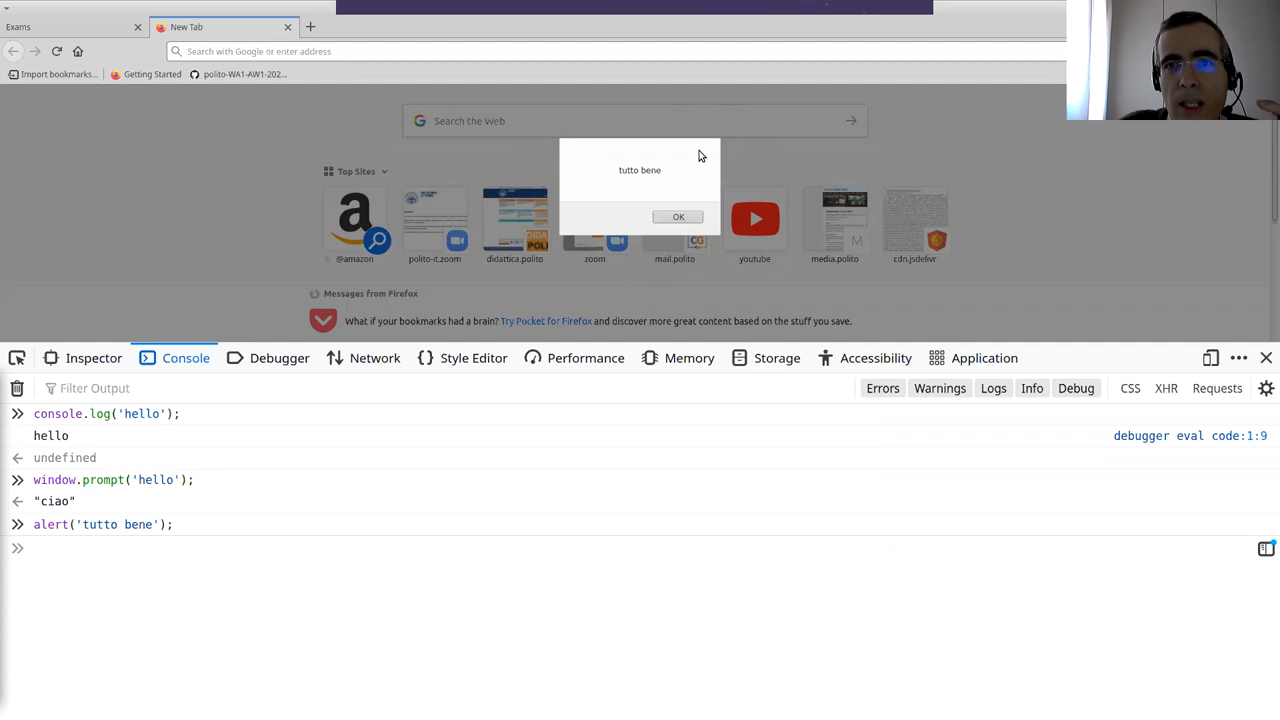 Exams
New Tab
Search with Google or enter address
Import bookmarks...
Getting Started
polito-WA1-AW1-202...
Search the Web
tutto bene
OK
Top Sites
@amazon
polito-it.zoom
didattica.polito
zoom
mail.polito
youtube
media.polito
cdn.jsdelivr
Messages from Firefox
What if your bookmarks had a brain? Try Pocket for Firefox and discover more great content based on the stuff you save.
Inspector
Console
Debugger
Network
Style Editor
Performance
Memory
Storage
Accessibility
Application
Filter Output
Errors
Warnings
Logs
Info
Debug
CSS
XHR
Requests
console.log('hello');
hello
debugger eval code:1:9
undefined
window.prompt('hello');
"ciao"
alert('tutto bene');